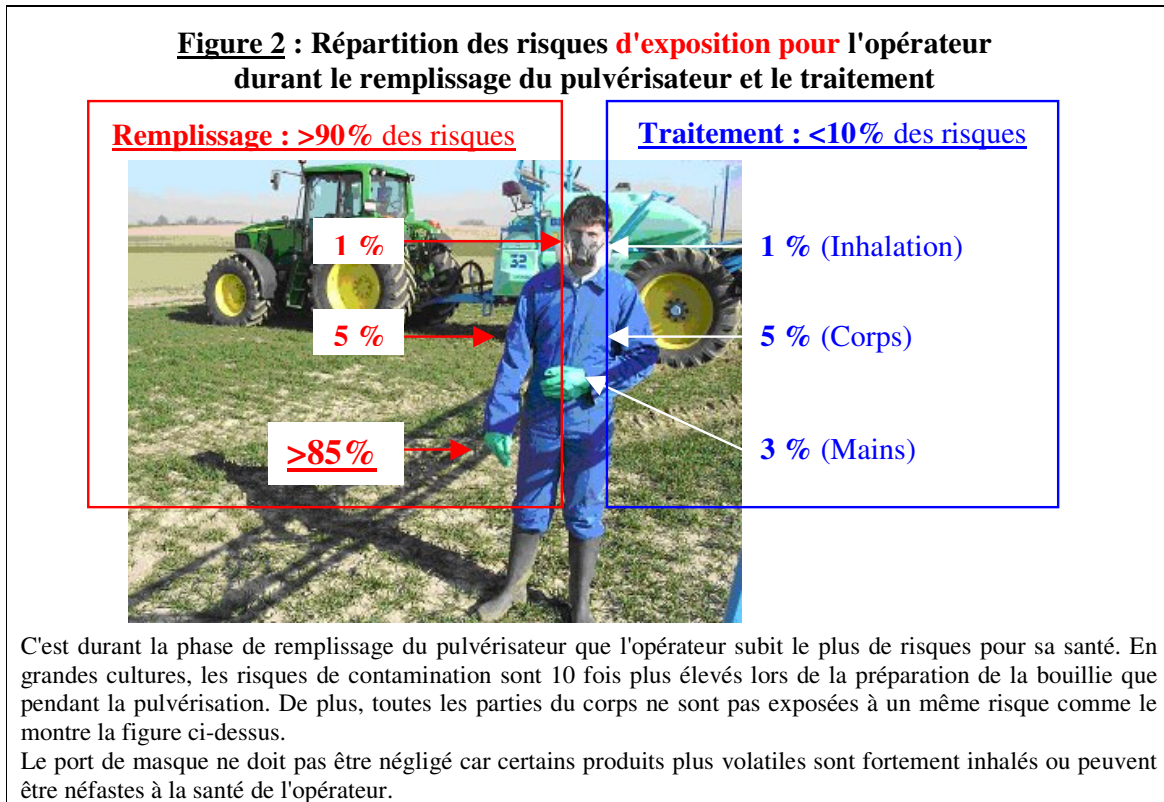 Figure 2 : Répartition des risques d'exposition pour l'opérateur
durant le remplissage du pulvérisateur et le traitement
Remplissage : >90% des risques
Traitement : <10% des risques
1 %
1 % (Inhalation)
32
5 %
5 % (Corps)
>85%
3 % (Mains)
C'est durant la phase de remplissage du pulvérisateur que l'opérateur subit le plus de risques pour sa santé. En
grandes cultures, les risques de contamination sont 10 fois plus élevés lors de la préparation de la bouillie que
pendant la pulvérisation. De plus, toutes les parties du corps ne sont pas exposées à un même risque comme le
montre la figure ci-dessus.
Le port de masque ne doit pas être négligé car certains produits plus volatiles sont fortement inhalés ou peuvent
être néfastes à la santé de l'opérateur.